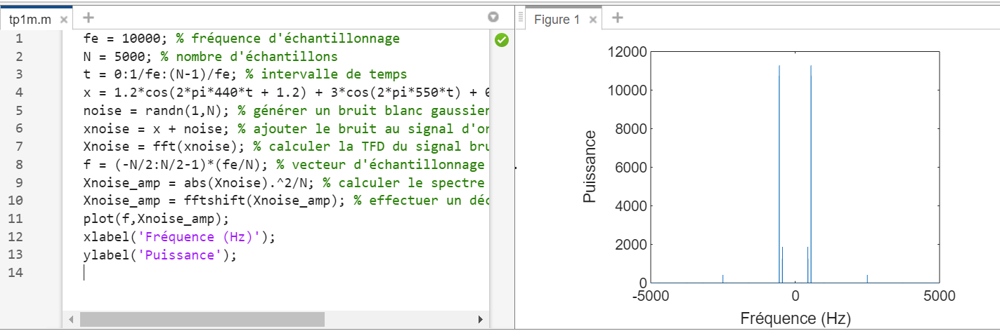 tp1m.m
Figure 1
1 fe = 10000; % fréquence d'échantillonnage
2 N = 5000; % nombre d'échantillons
3 t = 0:1/fe:(N-1)/fe; % intervalle de temps
4 x = 1.2*cos(2*pi*440*t + 1.2) + 3*cos(2*pi*550*t) +
5 noise = randn(1,N); % générer un bruit blanc gaussien
6 xnoise = x + noise; % ajouter le bruit au signal
7 Xnoise = fft(xnoise); % calculer la TFD du signal
8 f = (-N/2:N/2-1)*(fe/N); % vecteur d'échantillonnage
9 Xnoise_amp = abs(Xnoise).^2/N; % calculer le spectre
10 Xnoise_amp = fftshift(Xnoise_amp); % effectuer un
11 plot(f,Xnoise_amp);
12 xlabel('Fréquence (Hz)');
13 ylabel('Puissance');
14
12000
10000
8000
6000
4000
2000
0
Puissance
-5000 0 5000
Fréquence (Hz)